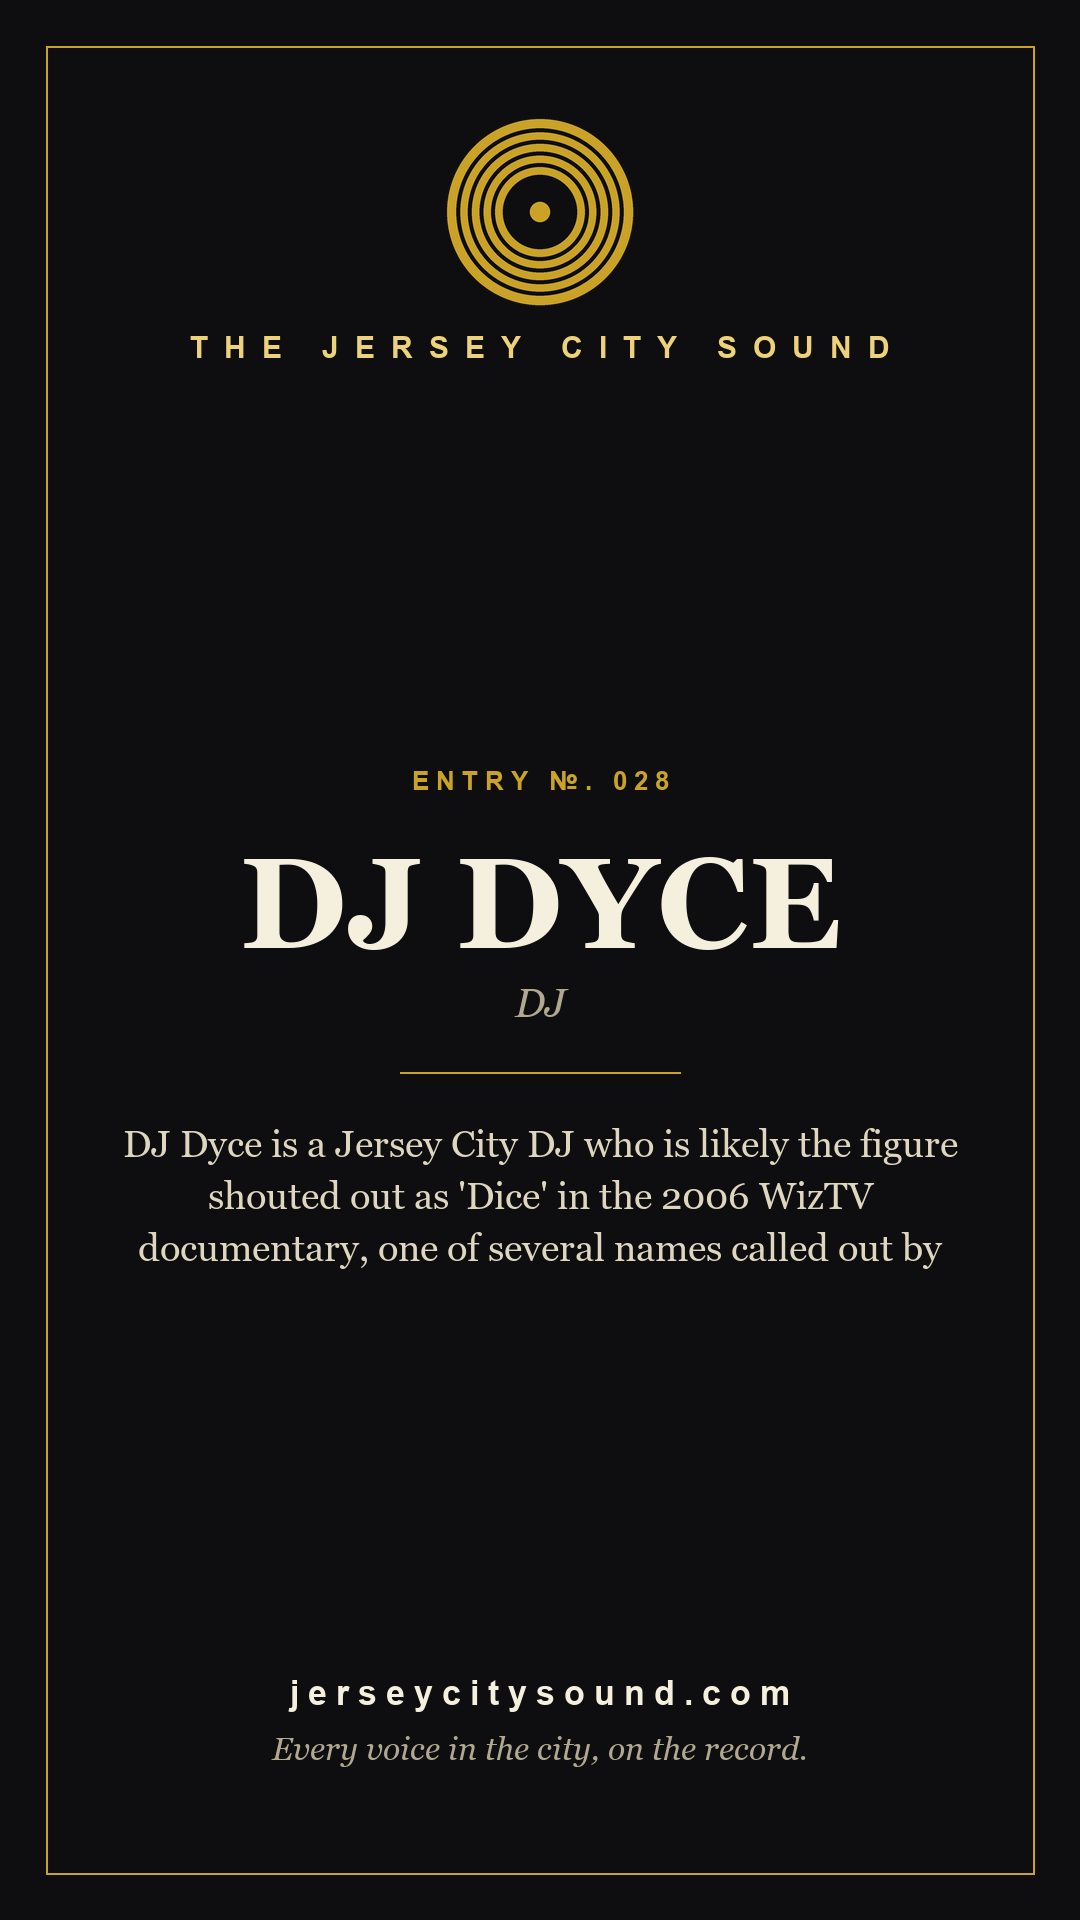 THE JERSEY CITY SOUND
ENTRY №. 028
DJ DYCE
DJ
DJ Dyce is a Jersey City DJ who is likely the figure
shouted out as 'Dice' in the 2006 WizTV
documentary, one of several names called out by
jerseycitysound.com
Every voice in the city, on the record.